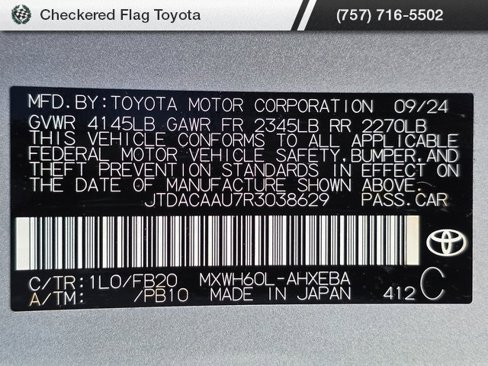 Checkered Flag Toyota (757) 716-5502
MFD. BY: TOYOTA MOTOR CORPORATION 09/24
GVWR 4145LB GAWR FR 2345LB RR 2270LB
THIS VEHICLE CONFORMS TO ALL APPLICABLE
FEDERAL MOTOR VEHICLE SAFETY, BUMPER, AND
THEFT PREVENTION STANDARDS IN EFFECT ON
THE DATE OF MANUFACTURE SHOWN ABOVE.
JTDACAAU7R3038629 PASS. CAR
C/TR: 1L0/FB20 MXWH60L-AHXEBA
A/TM: /PB10 MADE IN JAPAN 412 C